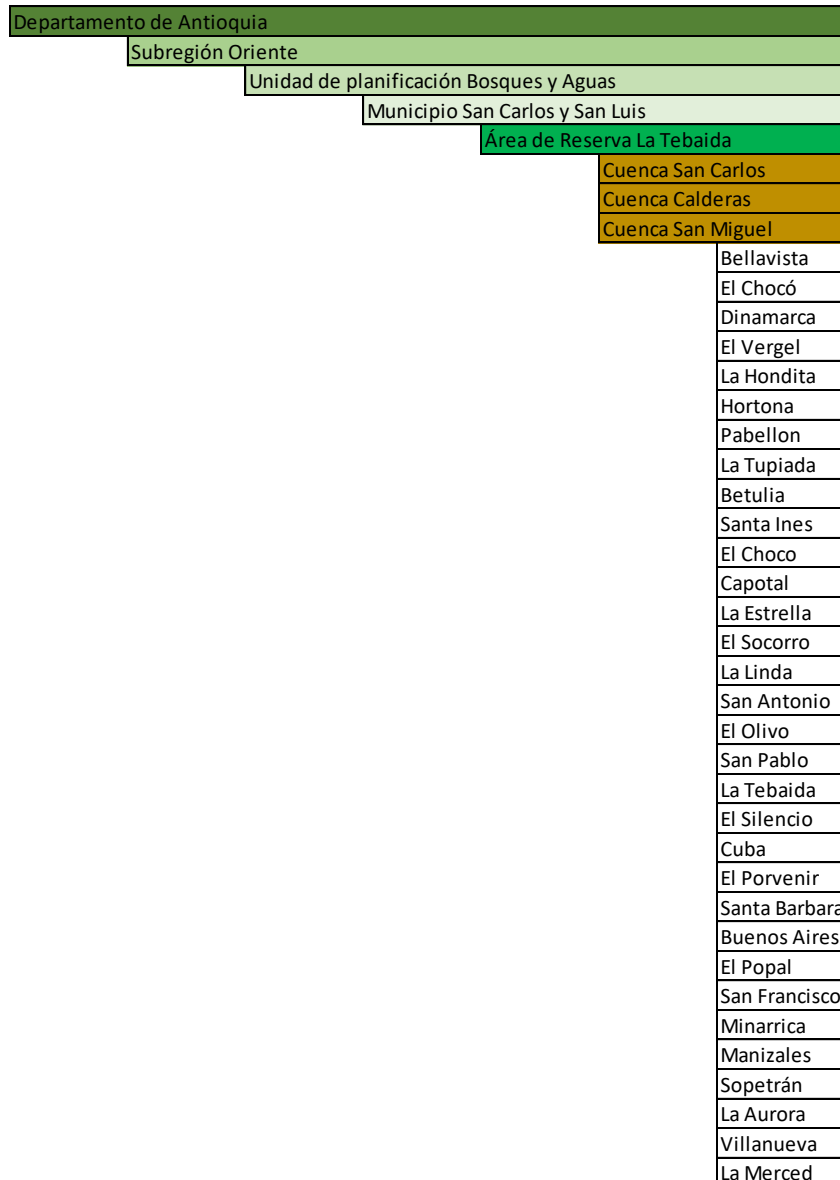 Departamento de Antioquia
Subregión Oriente
Unidad de planificación Bosques y Aguas
Municipio San Carlos y San Luis
Área de Reserva La Tebaida
Cuenca San Carlos
Cuenca Calderas
Cuenca San Miguel
Bellavista
El Chocó
Dinamarca
El Vergel
La Hondita
Hortona
Pabellon
La Tupiada
Betulia
Santa Ines
El Choco
Capotal
La Estrella
El Socorro
La Linda
San Antonio
El Olivo
San Pablo
La Tebaida
El Silencio
Cuba
El Porvenir
Santa Barbara
Buenos Aires
El Popal
San Francisco
Minarrica
Manizales
Sopetrán
La Aurora
Villanueva
La Merced